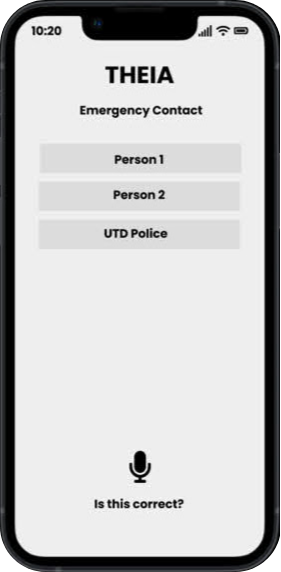 10:20
THEIA
Emergency Contact
Person 1
Person 2
UTD Police
Is this correct?